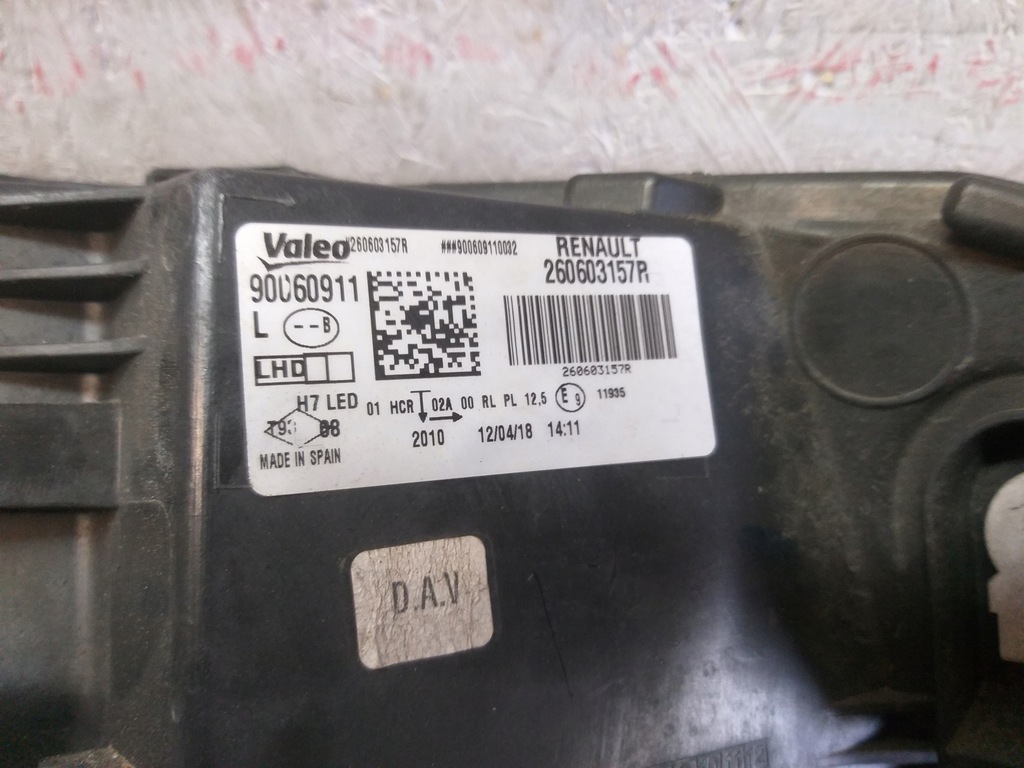 Valeo 260603157R ###900609110032 RENAULT
90060911 260603157R
L --B
LHD 260603157R
H7 LED 01 HCR 02A 00 RL PL 12,5 E9 11935
2010 12/04/18 14:11
MADE IN SPAIN
D.A.V